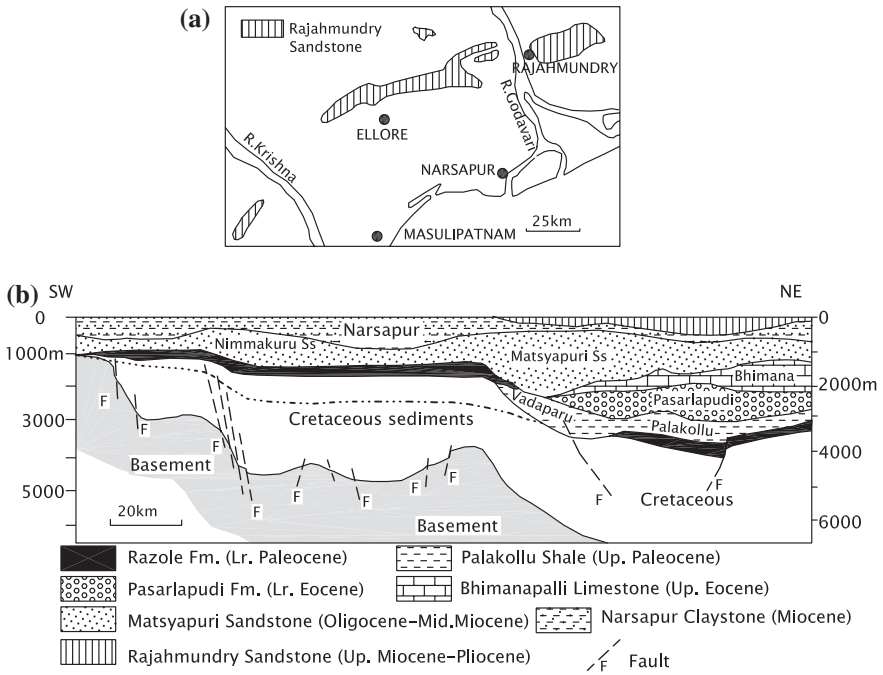 (a)
Rajahmundry
Sandstone
RAJAHMUNDRY
R.Godavari
ELLORE
R.Krishna
NARSAPUR
MASULIPATNAM
25km
(b) SW
NE
0
Narsapur
0
Nimmakuru Ss
1000m
Matsyapuri Ss
Bhimana
2000m
F
Vadaparu
Pasarlapudi
3000
Cretaceous sediments
Palakollu
F
F
4000
Basement
F
F
F
F
F
F
5000
Cretaceous
20km
F
Basement
6000
Razole Fm. (Lr. Paleocene)
Palakollu Shale (Up. Paleocene)
Pasarlapudi Fm. (Lr. Eocene)
Bhimanapalli Limestone (Up. Eocene)
Matsyapuri Sandstone (Oligocene–Mid.Miocene)
Narsapur Claystone (Miocene)
Rajahmundry Sandstone (Up. Miocene–Pliocene)
F Fault